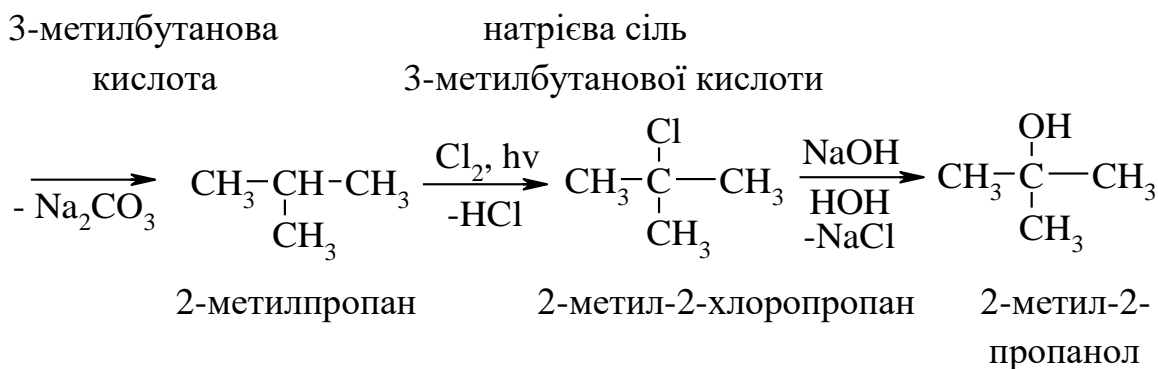 3-метилбутанова натрієва сіль
кислота 3-метилбутанової кислоти
Cl OH
Cl₂, hv NaOH
CH₃-CH-CH₃ CH₃-C-CH₃ CH₃-C-CH₃
- Na₂CO₃ -HCl HOH
CH₃ CH₃ -NaCl CH₃
2-метилпропан 2-метил-2-хлоропропан 2-метил-2-
пропанол